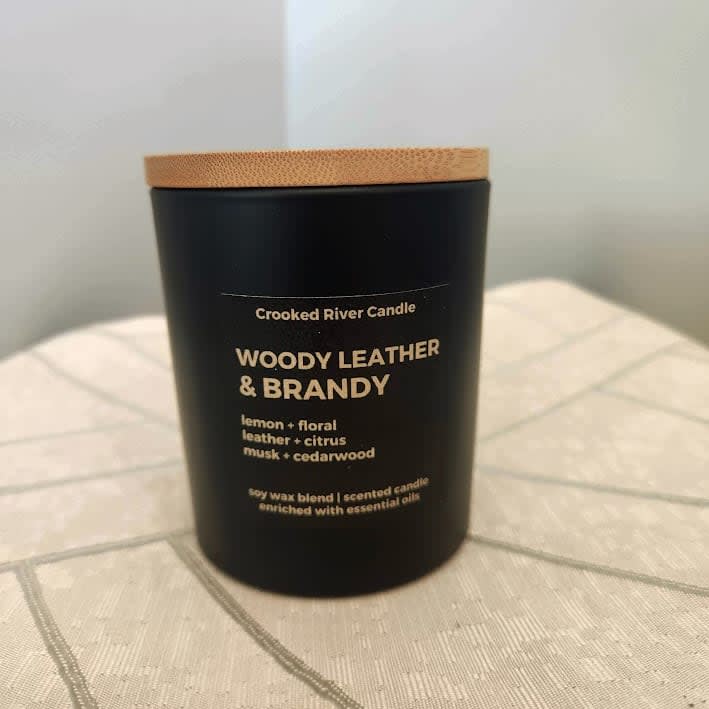 Crooked River Candle
WOODY LEATHER
& BRANDY
lemon + floral
leather + citrus
musk + cedarwood
soy wax blend | scented candle
enriched with essential oils